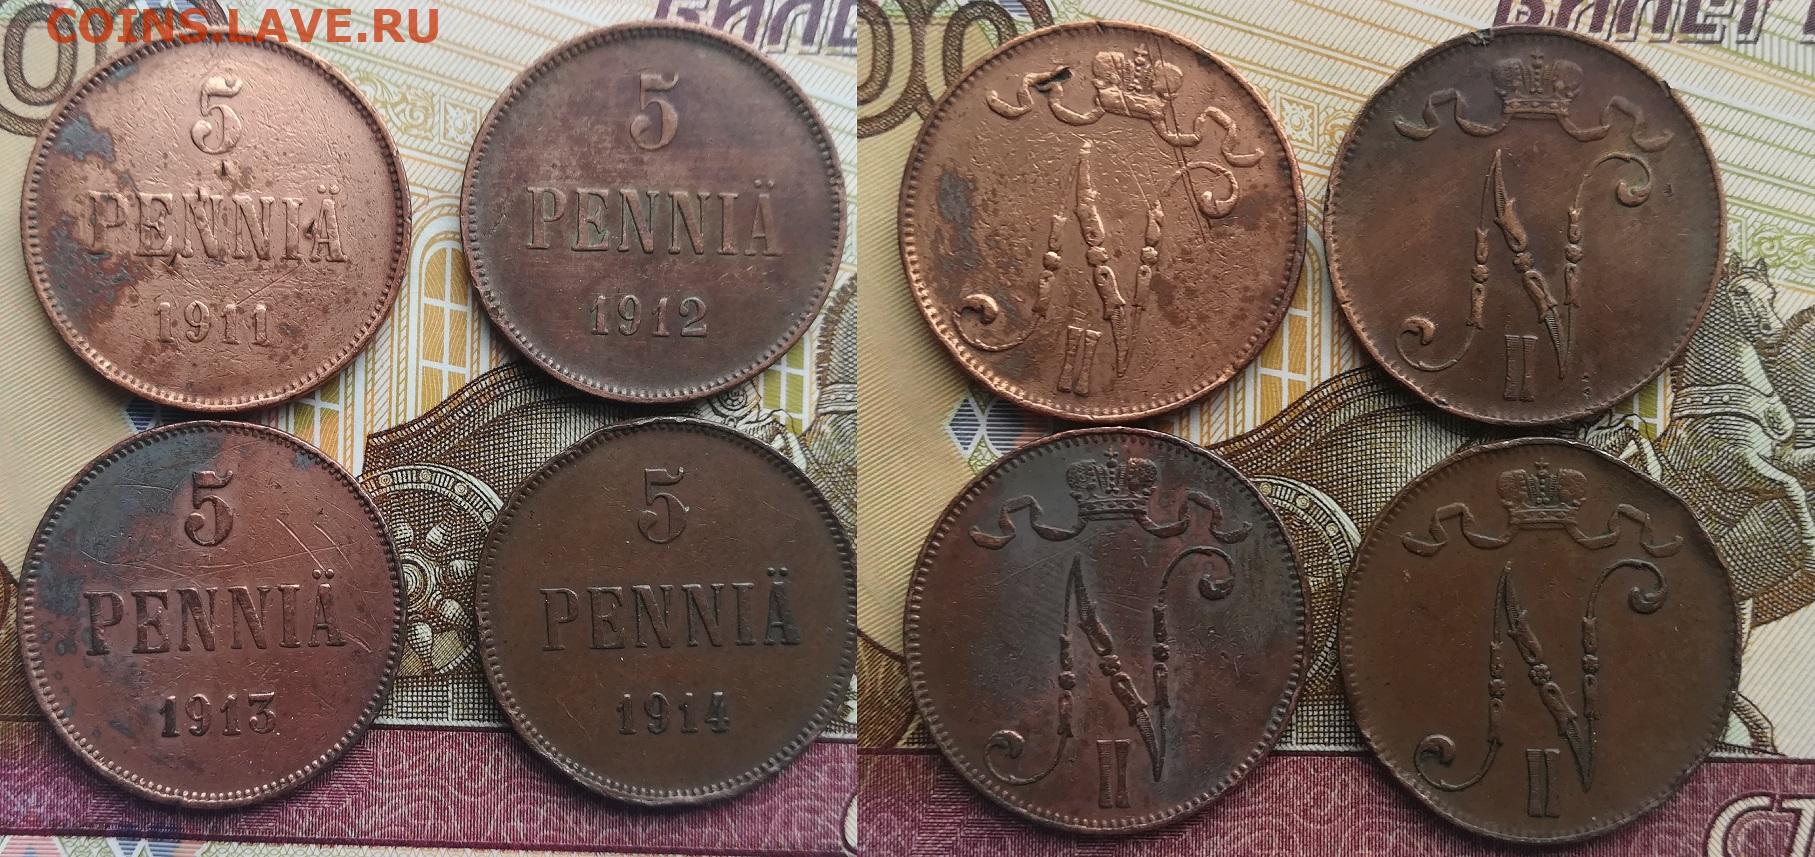 COINS.LAVE.RU
БИЛЕТ
5
PENNIÄ
1911
5
PENNIÄ
1912
5
PENNIÄ
1913
5
PENNIÄ
1914
N
II
N
II
N
II
N
II